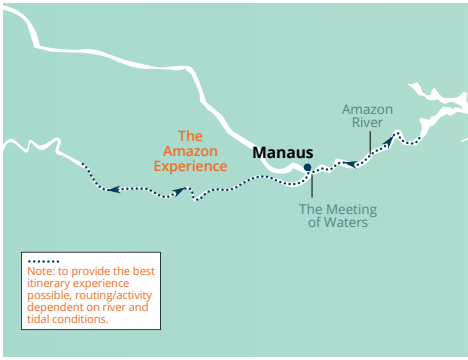 Amazon
River
The
Amazon
Experience
Manaus
The Meeting
of Waters
Note: to provide the best
itinerary experience
possible, routing/activity
dependent on river and
tidal conditions.